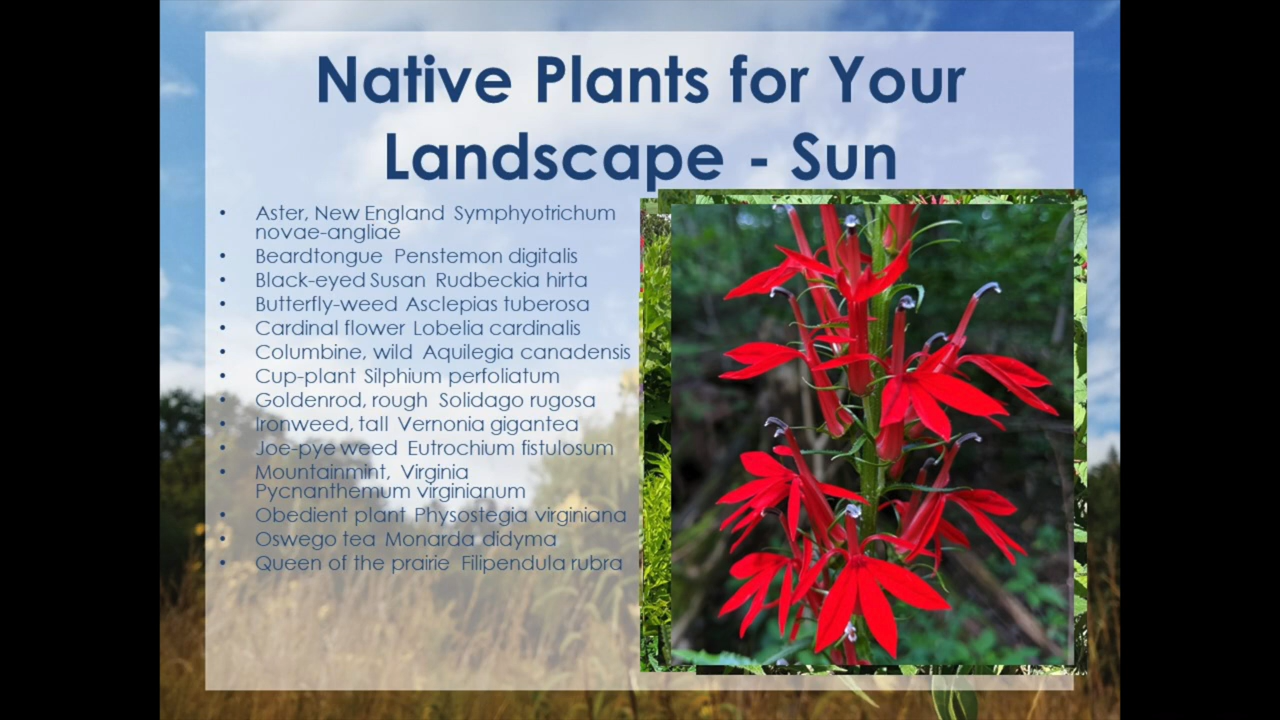 Native Plants for Your
Landscape - Sun
• Aster, New England Symphyotrichum
novae-angliae
• Beardtongue Penstemon digitalis
• Black-eyed Susan Rudbeckia hirta
• Butterfly-weed Asclepias tuberosa
• Cardinal flower Lobelia cardinalis
• Columbine, wild Aquilegia canadensis
• Cup-plant Silphium perfoliatum
• Goldenrod, rough Solidago rugosa
• Ironweed, tall Vernonia gigantea
• Joe-pye weed Eutrochium fistulosum
• Mountainmint, Virginia
Pycnanthemum virginianum
• Obedient plant Physostegia virginiana
• Oswego tea Monarda didyma
• Queen of the prairie Filipendula rubra